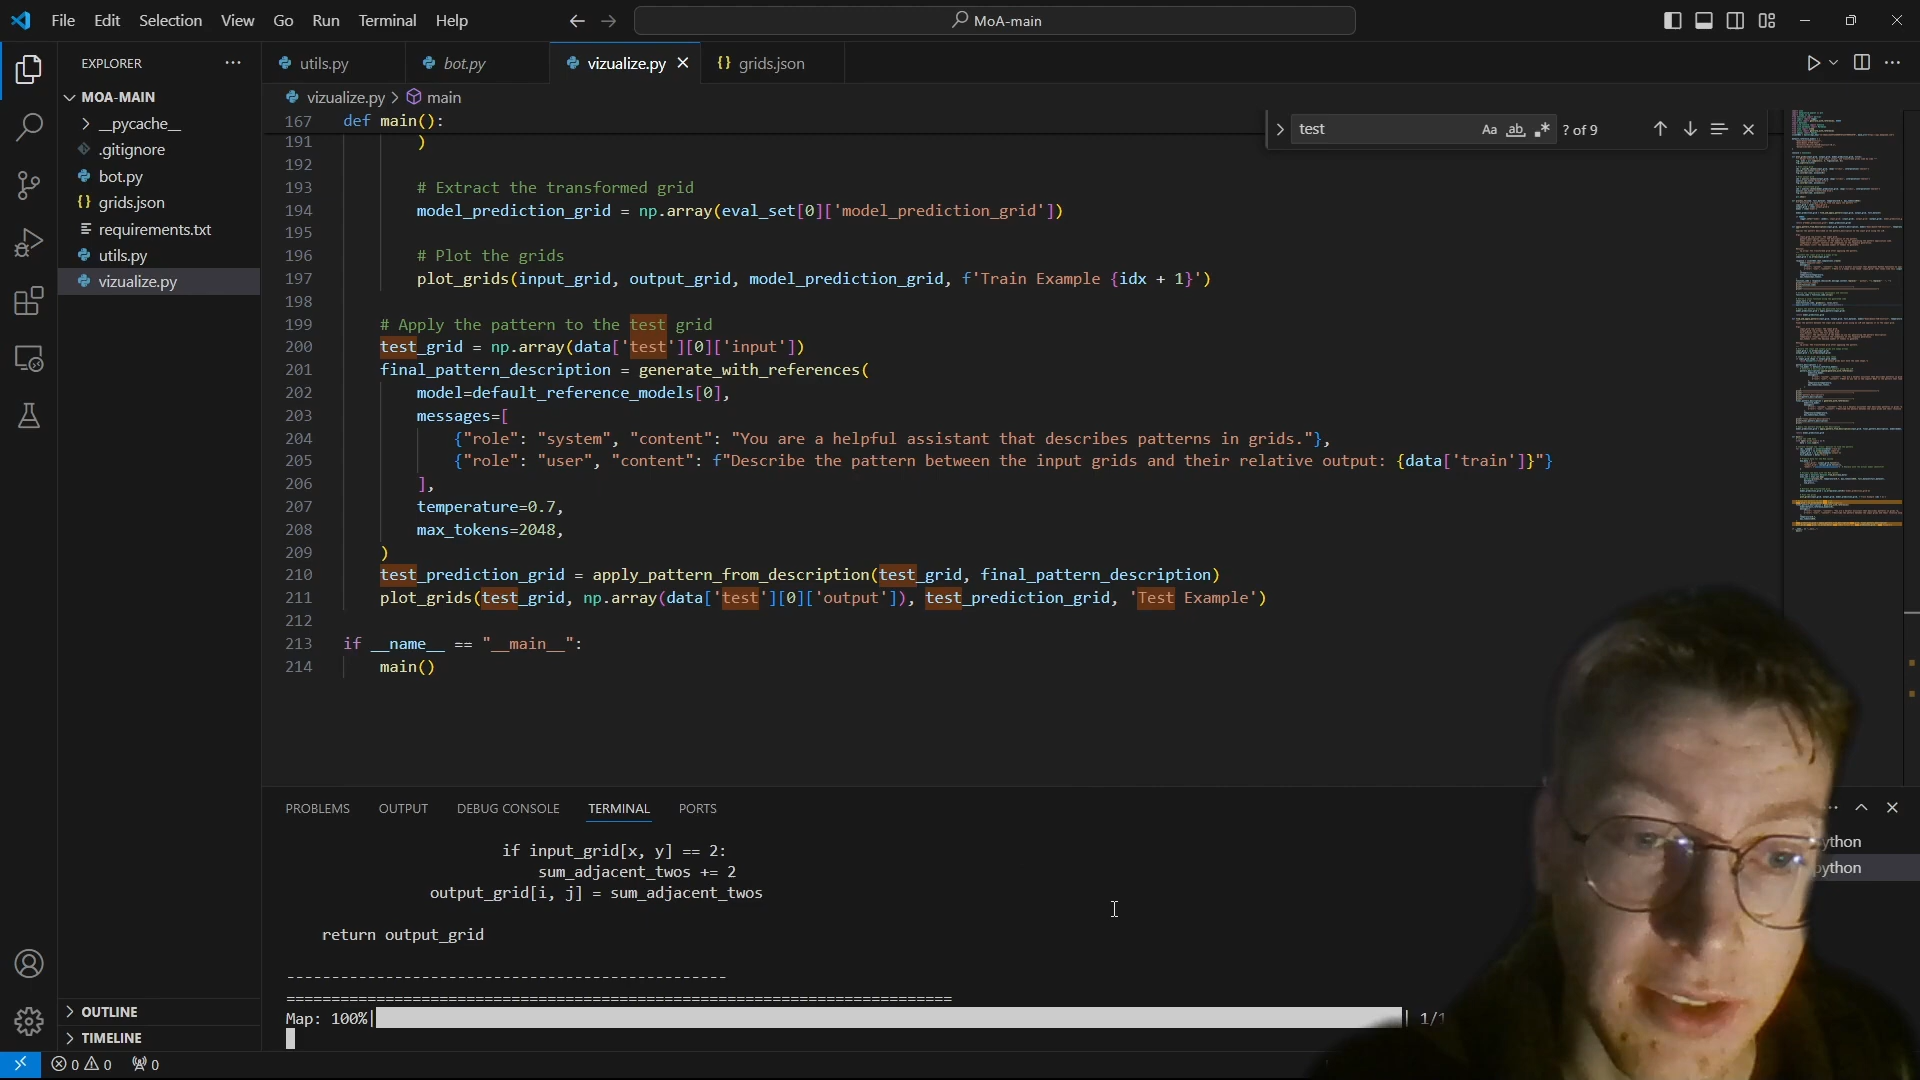 File Edit Selection View Go Run Terminal Help
MoA-main
EXPLORER
utils.py
bot.py
vizualize.py
grids.json
MOA-MAIN
__pycache__
.gitignore
bot.py
grids.json
requirements.txt
utils.py
vizualize.py
OUTLINE
TIMELINE
vizualize.py > main
test
Aa ab ? of 9
167 def main():
191 )
192
193 # Extract the transformed grid
194 model_prediction_grid = np.array(eval_set[0]['model_prediction_grid'])
195
196 # Plot the grids
197 plot_grids(input_grid, output_grid, model_prediction_grid, f'Train Example {idx + 1}')
198
199 # Apply the pattern to the test grid
200 test_grid = np.array(data['test'][0]['input'])
201 final_pattern_description = generate_with_references(
202 model=default_reference_models[0],
203 messages=[
204 {"role": "system", "content": "You are a helpful assistant that describes patterns in grids."},
205 {"role": "user", "content": f"Describe the pattern between the input grids and their relative output: {data['train']}"}
206 ],
207 temperature=0.7,
208 max_tokens=2048,
209 )
210 test_prediction_grid = apply_pattern_from_description(test_grid, final_pattern_description)
211 plot_grids(test_grid, np.array(data['test'][0]['output']), test_prediction_grid, 'Test Example')
212
213 if __name__ == "__main__":
214 main()
PROBLEMS OUTPUT DEBUG CONSOLE TERMINAL PORTS
if input_grid[x, y] == 2:
sum_adjacent_twos += 2
output_grid[i, j] = sum_adjacent_twos
return output_grid
-------------------------------------------------
==========================================================================
Map: 100%| | 1/1
ython
python
0 0 0